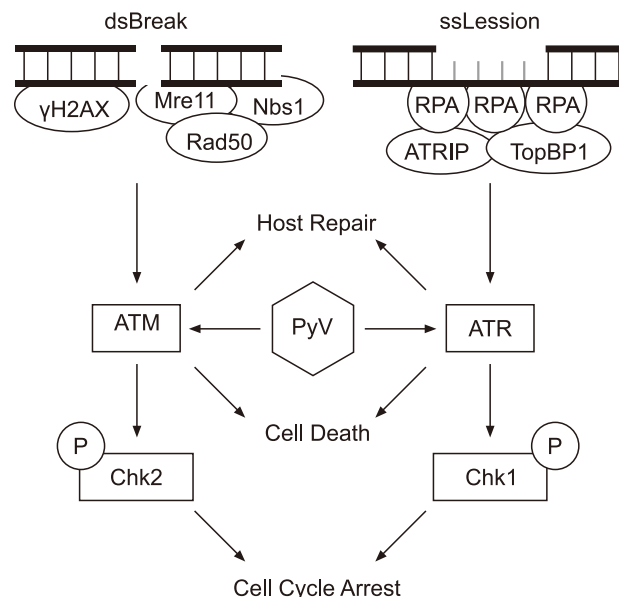 dsBreak
ssLession
γH2AX
Mre11
Nbs1
Rad50
RPA
RPA
RPA
ATRIP
TopBP1
Host Repair
ATM
PyV
ATR
Cell Death
P
Chk2
Chk1
P
Cell Cycle Arrest